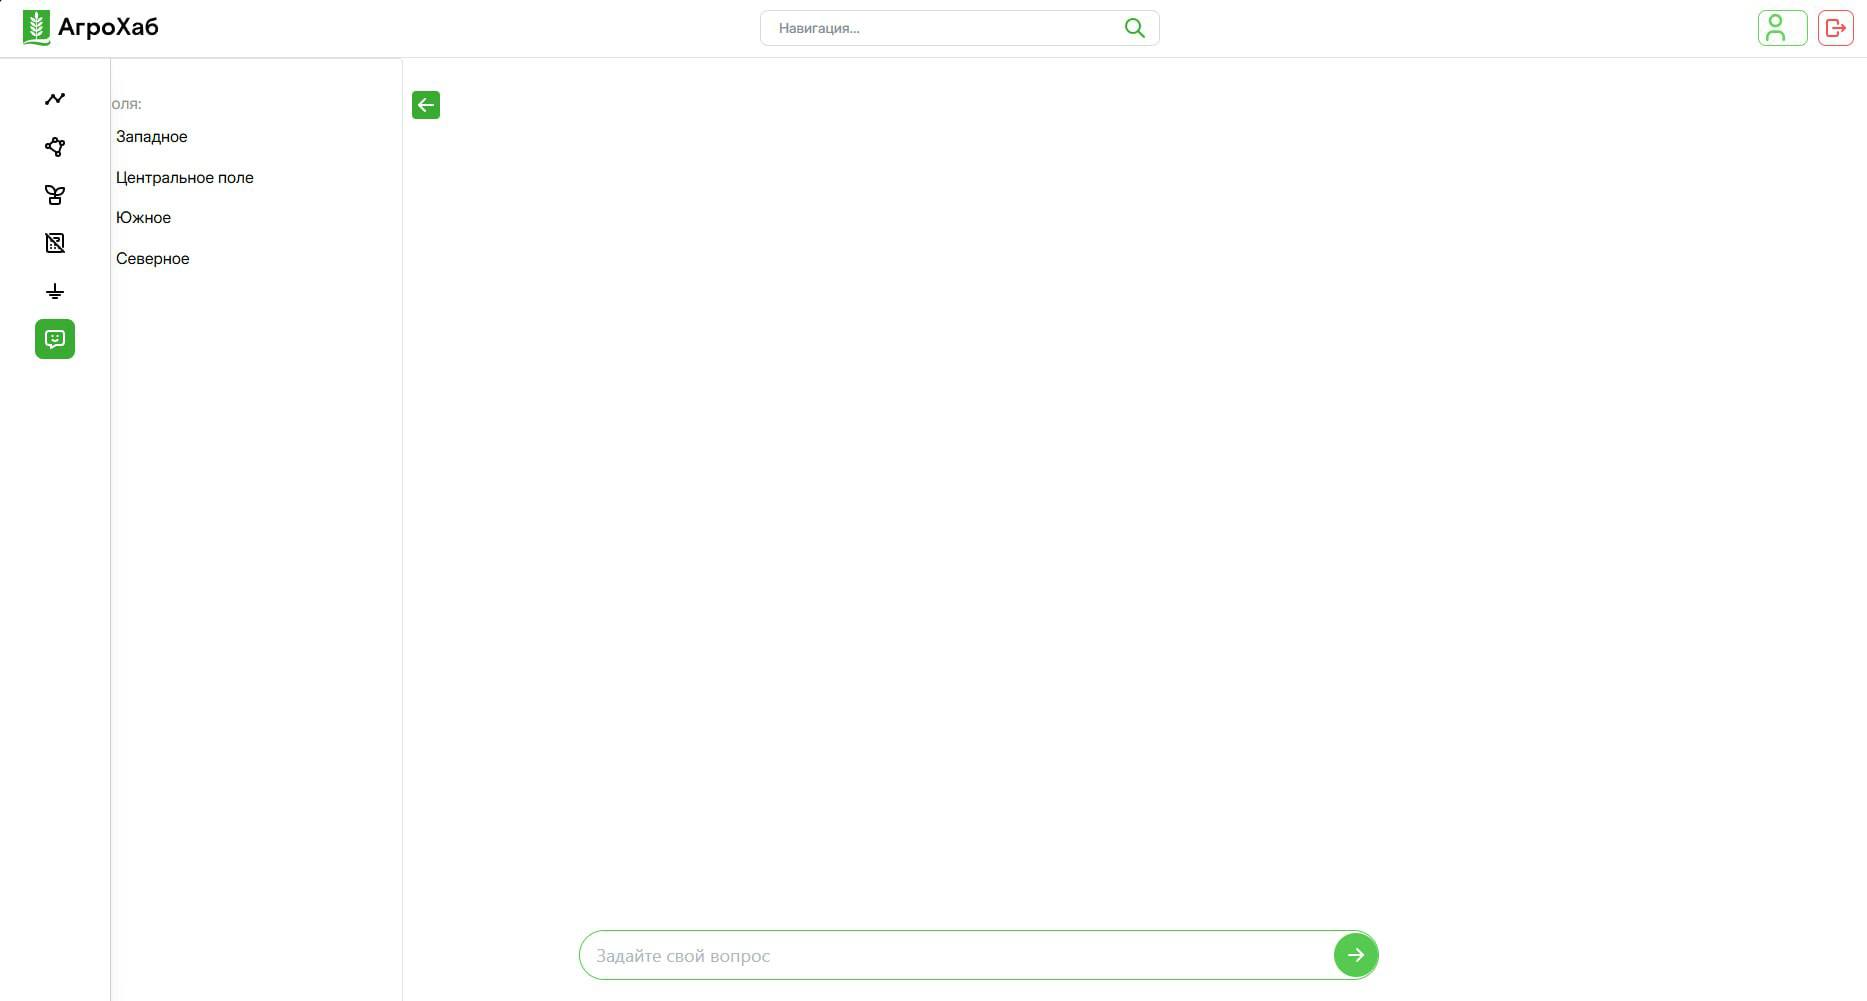 АгроХаб
Навигация...
оля:
Западное
Центральное поле
Южное
Северное
Задайте свой вопрос